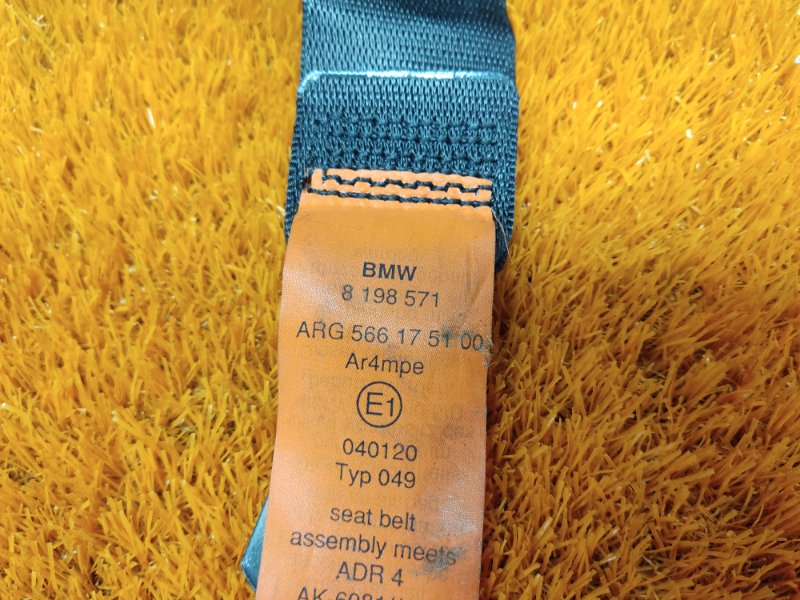 BMW
8 198 571
ARG 566 17 51 00
Ar4mpe
E1
040120
Typ 049
seat belt
assembly meets
ADR 4